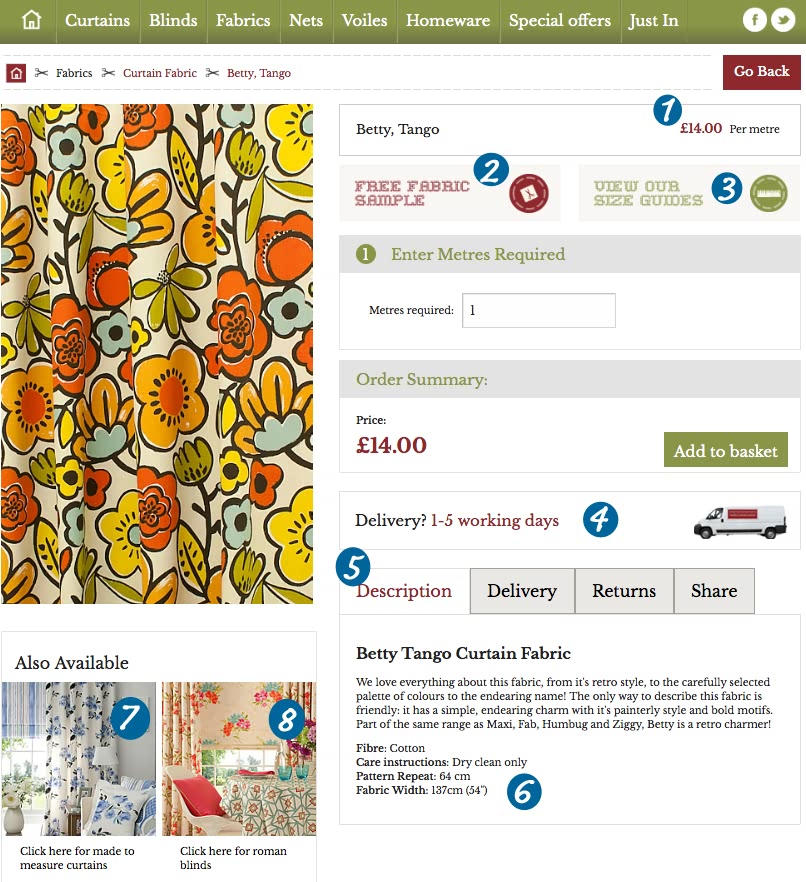 Curtains Blinds Fabrics Nets Voiles Homeware Special offers Just In f
Fabrics Curtain Fabric Betty, Tango
Go Back
1
Betty, Tango £14.00 Per metre
2
FREE FABRIC
SAMPLE
3
VIEW OUR
SIZE GUIDES
1 Enter Metres Required
Metres required: 1
Order Summary:
Price:
£14.00
Add to basket
Delivery? 1-5 working days 4
5
Description Delivery Returns Share
Betty Tango Curtain Fabric
We love everything about this fabric, from it's retro style, to the carefully selected
palette of colours to the endearing name! The only way to describe this fabric is
friendly: it has a simple, endearing charm with it's painterly style and bold motifs.
Part of the same range as Maxi, Fab, Humbug and Ziggy, Betty is a retro charmer!
Fibre: Cotton
Care instructions: Dry clean only
Pattern Repeat: 64 cm
Fabric Width: 137cm (54")
6
Also Available
7 8
Click here for made to
measure curtains
Click here for roman
blinds